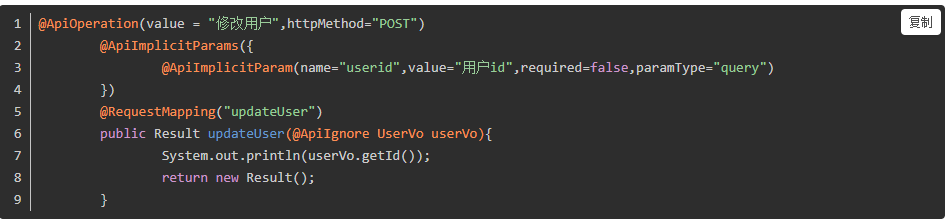 复制
1 @ApiOperation(value = "修改用户",httpMethod="POST")
2         @ApiImplicitParams({
3                 @ApiImplicitParam(name="userid",value="用户id",required=false,paramType="query")
4         })
5         @RequestMapping("updateUser")
6         public Result updateUser(@ApiIgnore UserVo userVo){
7                 System.out.println(userVo.getId());
8                 return new Result();
9         }